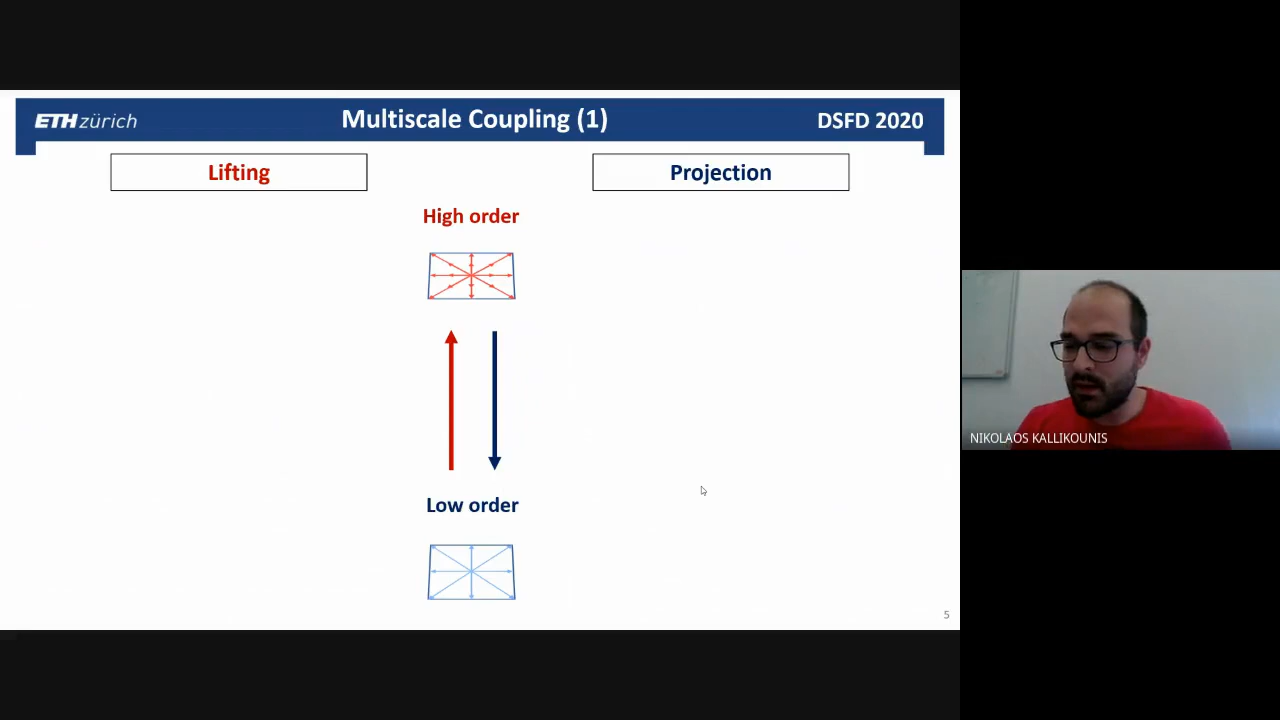 ETH zürich
Multiscale Coupling (1)
DSFD 2020
Lifting
Projection
High order
Low order
5
NIKOLAOS KALLIKOUNIS